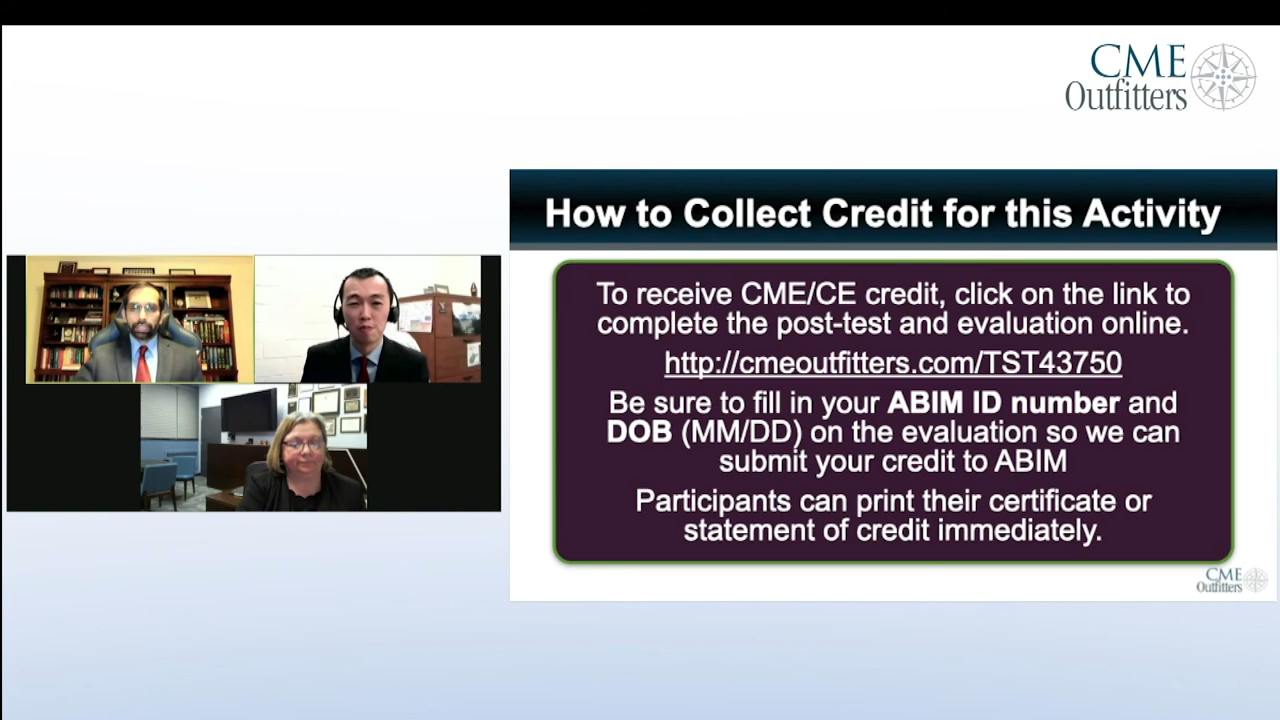 CME
Outfitters
How to Collect Credit for this Activity
To receive CME/CE credit, click on the link to
complete the post-test and evaluation online.
http://cmeoutfitters.com/TST43750
Be sure to fill in your ABIM ID number and
DOB (MM/DD) on the evaluation so we can
submit your credit to ABIM
Participants can print their certificate or
statement of credit immediately.
CME
Outfitters